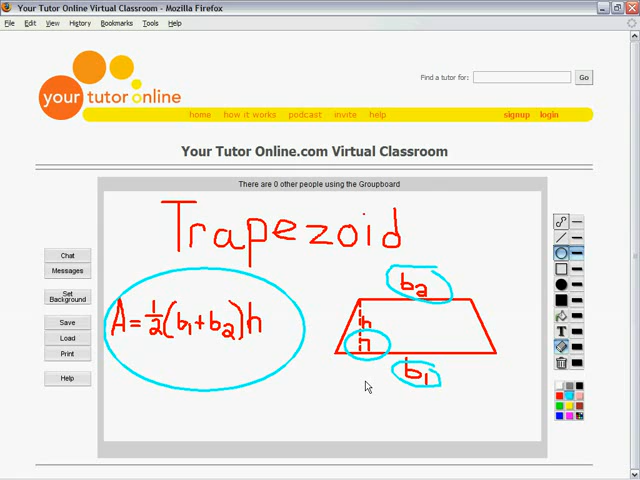 Your Tutor Online Virtual Classroom - Mozilla Firefox
File Edit View History Bookmarks Tools Help
your tutor online
Find a tutor for: Go
home how it works podcast invite help signup login
Your Tutor Online.com Virtual Classroom
There are 0 other people using the Groupboard
Trapezoid
Chat
Messages
Set Background
Save
Load
Print
Help
A = 1/2 (b1 + b2) h
b2
h
h
b1
T